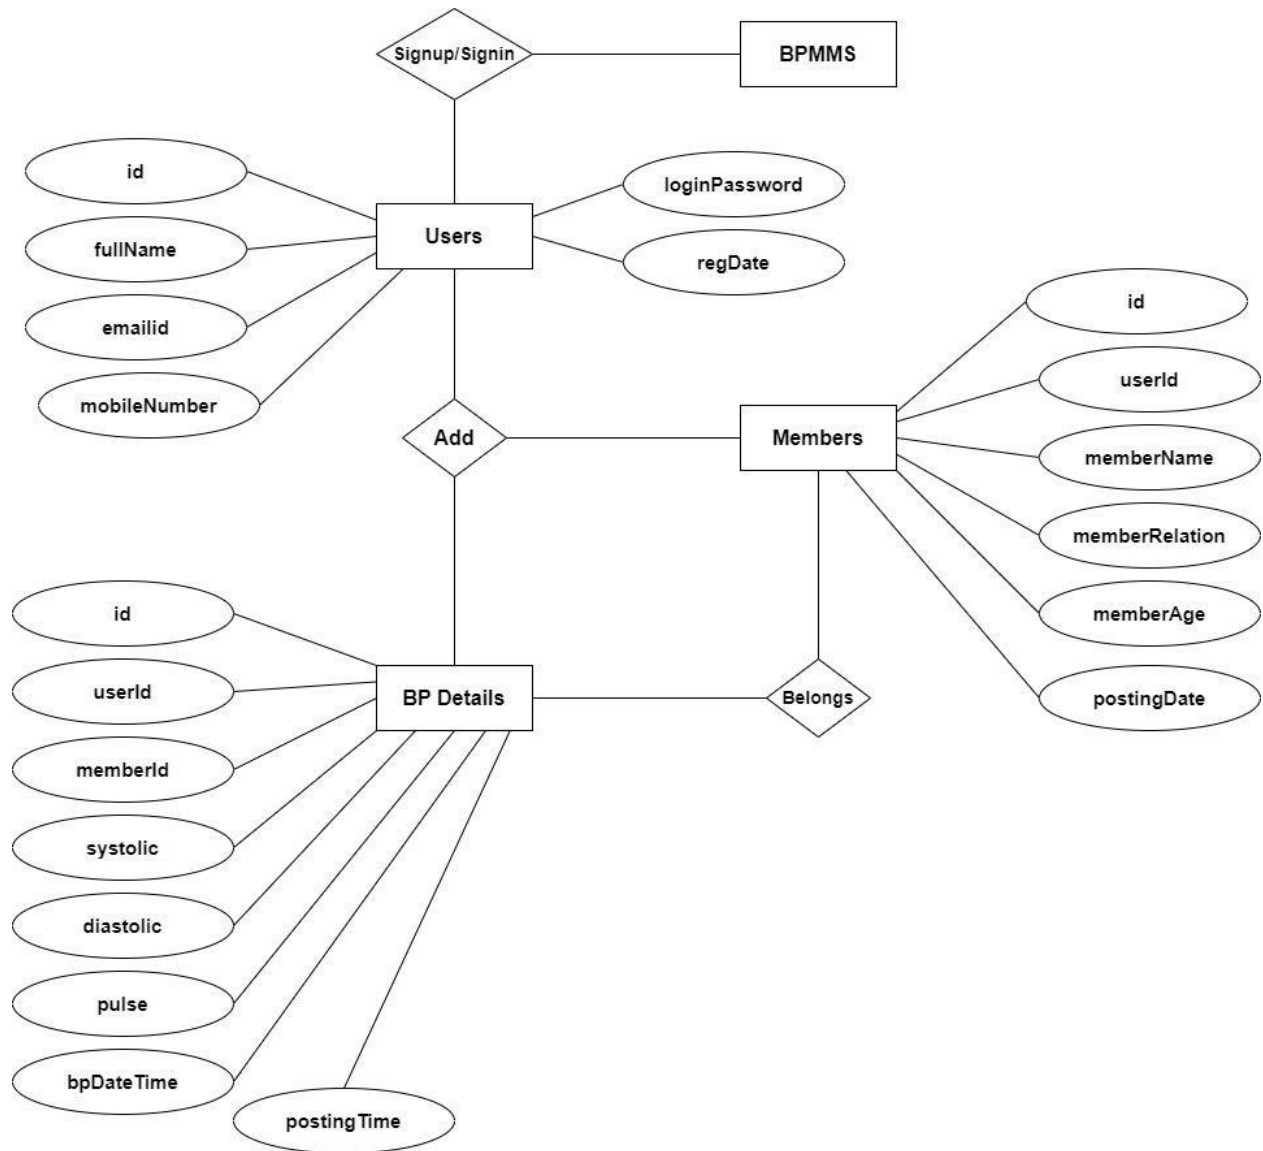 Signup/Signin
BPMMS
id
fullName
emailid
mobileNumber
Users
loginPassword
regDate
Add
Members
id
userId
memberName
memberRelation
memberAge
postingDate
id
userId
memberId
systolic
diastolic
pulse
bpDateTime
postingTime
BP Details
Belongs